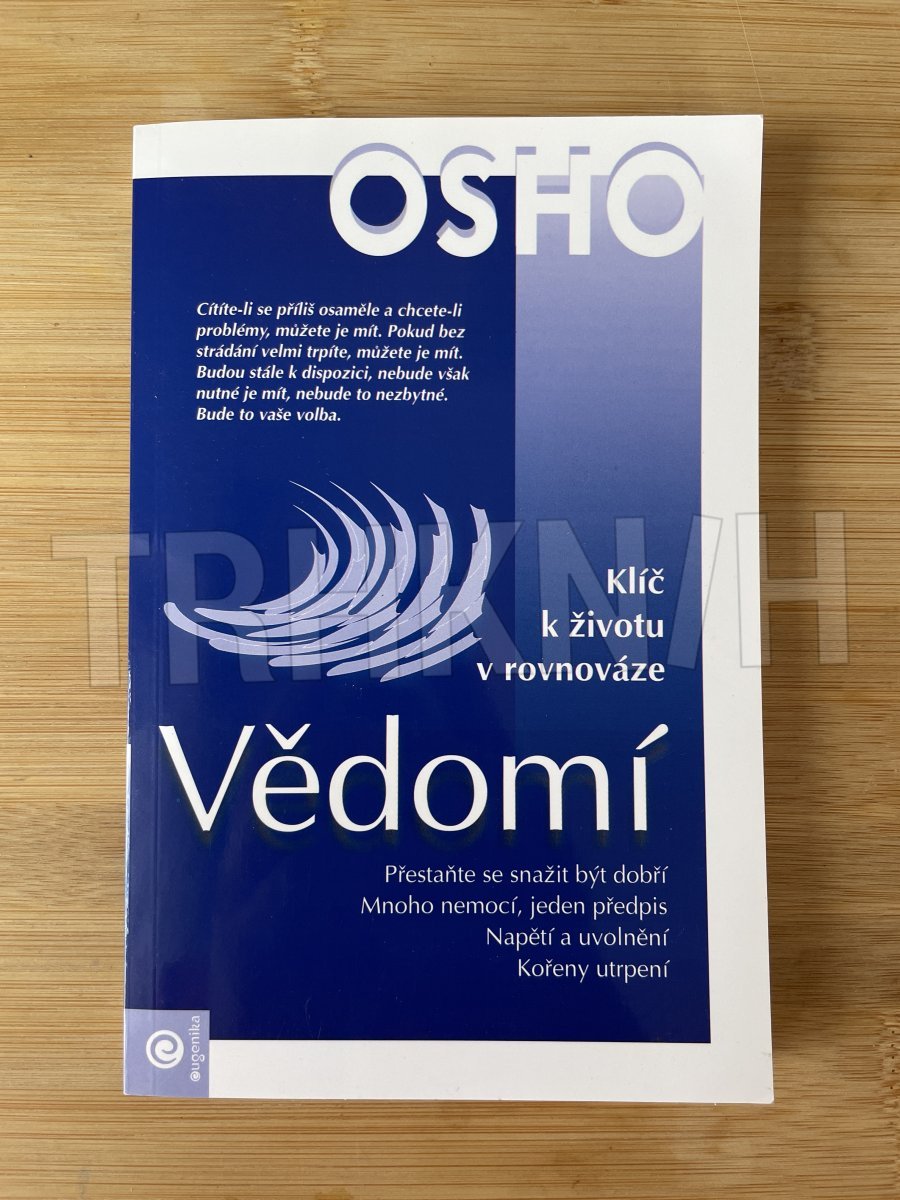 OSHO
Cítíte-li se příliš osaměle a chcete-li
problémy, můžete je mít. Pokud bez
strádání velmi trpíte, můžete je mít.
Budou stále k dispozici, nebude však
nutné je mít, nebude to nezbytné.
Bude to vaše volba.
TRHKNIH
Klíč
k životu
v rovnováze
Vědomí
Přestaňte se snažit být dobří
Mnoho nemocí, jeden předpis
Napětí a uvolnění
Kořeny utrpení
eugenika